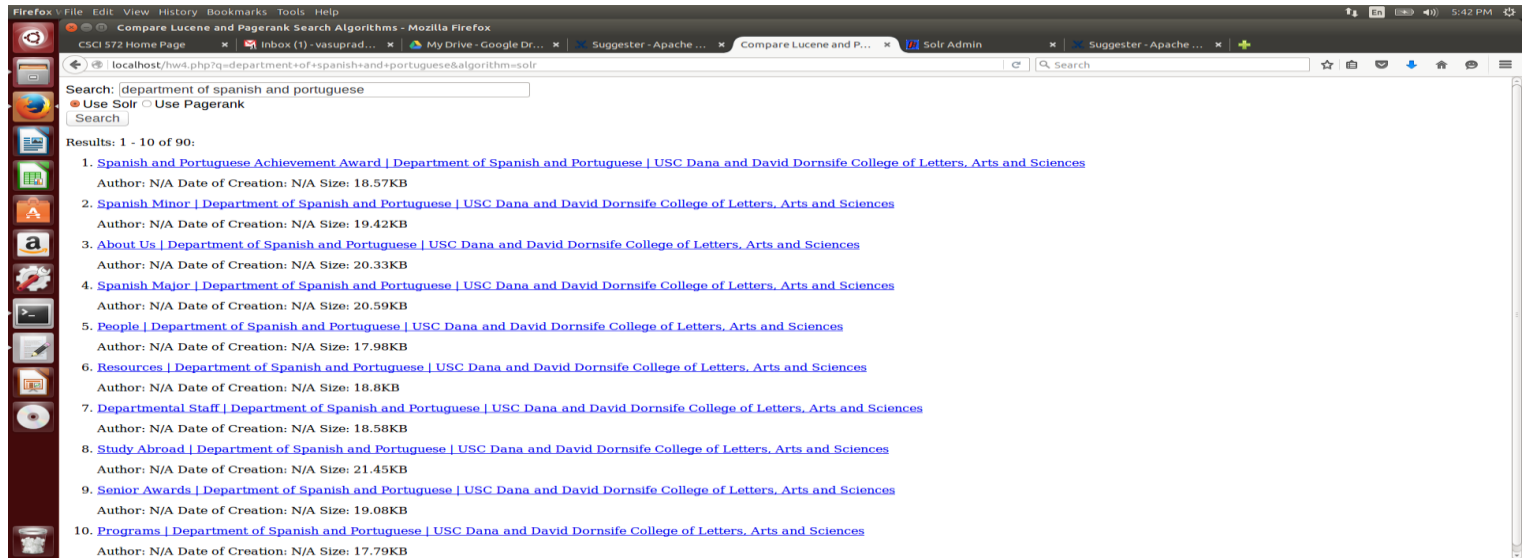 Firefox File Edit View History Bookmarks Tools Help En 5:42 PM
Compare Lucene and Pagerank Search Algorithms - Mozilla Firefox
CSCI 572 Home Page Inbox (1) - vasuprad... My Drive - Google Dr... Suggester - Apache ... Compare Lucene and P... Solr Admin Suggester - Apache ...
localhost/hw4.php?q=department+of+spanish+and+portuguese&algorithm=solr Search
Search: department of spanish and portuguese
Use Solr Use Pagerank
Search
Results: 1 - 10 of 90:
1. Spanish and Portuguese Achievement Award | Department of Spanish and Portuguese | USC Dana and David Dornsife College of Letters, Arts and Sciences
Author: N/A Date of Creation: N/A Size: 18.57KB
2. Spanish Minor | Department of Spanish and Portuguese | USC Dana and David Dornsife College of Letters, Arts and Sciences
Author: N/A Date of Creation: N/A Size: 19.42KB
3. About Us | Department of Spanish and Portuguese | USC Dana and David Dornsife College of Letters, Arts and Sciences
Author: N/A Date of Creation: N/A Size: 20.33KB
4. Spanish Major | Department of Spanish and Portuguese | USC Dana and David Dornsife College of Letters, Arts and Sciences
Author: N/A Date of Creation: N/A Size: 20.59KB
5. People | Department of Spanish and Portuguese | USC Dana and David Dornsife College of Letters, Arts and Sciences
Author: N/A Date of Creation: N/A Size: 17.98KB
6. Resources | Department of Spanish and Portuguese | USC Dana and David Dornsife College of Letters, Arts and Sciences
Author: N/A Date of Creation: N/A Size: 18.8KB
7. Departmental Staff | Department of Spanish and Portuguese | USC Dana and David Dornsife College of Letters, Arts and Sciences
Author: N/A Date of Creation: N/A Size: 18.58KB
8. Study Abroad | Department of Spanish and Portuguese | USC Dana and David Dornsife College of Letters, Arts and Sciences
Author: N/A Date of Creation: N/A Size: 21.45KB
9. Senior Awards | Department of Spanish and Portuguese | USC Dana and David Dornsife College of Letters, Arts and Sciences
Author: N/A Date of Creation: N/A Size: 19.08KB
10. Programs | Department of Spanish and Portuguese | USC Dana and David Dornsife College of Letters, Arts and Sciences
Author: N/A Date of Creation: N/A Size: 17.79KB